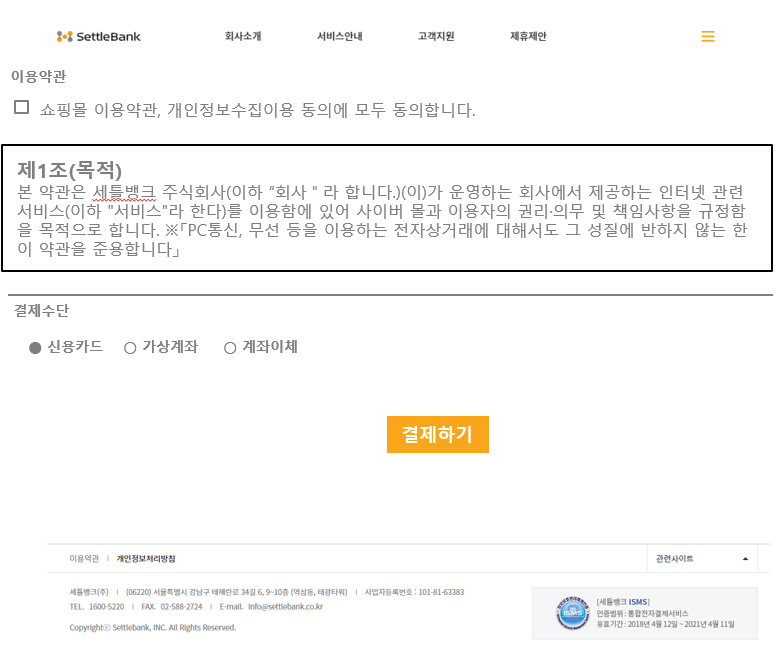 SettleBank 회사소개 서비스안내 고객지원 제휴제안
이용약관
쇼핑몰 이용약관, 개인정보수집이용 동의에 모두 동의합니다.
제1조(목적)
본 약관은 세틀뱅크 주식회사(이하 “회사 " 라 합니다.)(이)가 운영하는 회사에서 제공하는 인터넷 관련
서비스(이하 "서비스"라 한다)를 이용함에 있어 사이버 몰과 이용자의 권리·의무 및 책임사항을 규정함
을 목적으로 합니다. ※「PC통신, 무선 등을 이용하는 전자상거래에 대해서도 그 성질에 반하지 않는 한
이 약관을 준용합니다」
결제수단
신용카드 가상계좌 계좌이체
결제하기
이용약관 | 개인정보처리방침 관련사이트
세틀뱅크(주) | (06220) 서울특별시 강남구 테헤란로 34길 6, 9~10층 (역삼동, 태광타워) | 사업자등록번호 : 101-81-63383
TEL. 1600-5220 | FAX. 02-588-2724 | E-mail. info@settlebank.co.kr
Copyrightⓒ Settlebank, INC. All Rights Reserved.
ISMS
[세틀뱅크 ISMS]
인증범위 : 통합전자결제서비스
유효기간 : 2018년 4월 12일 ~ 2021년 4월 11일